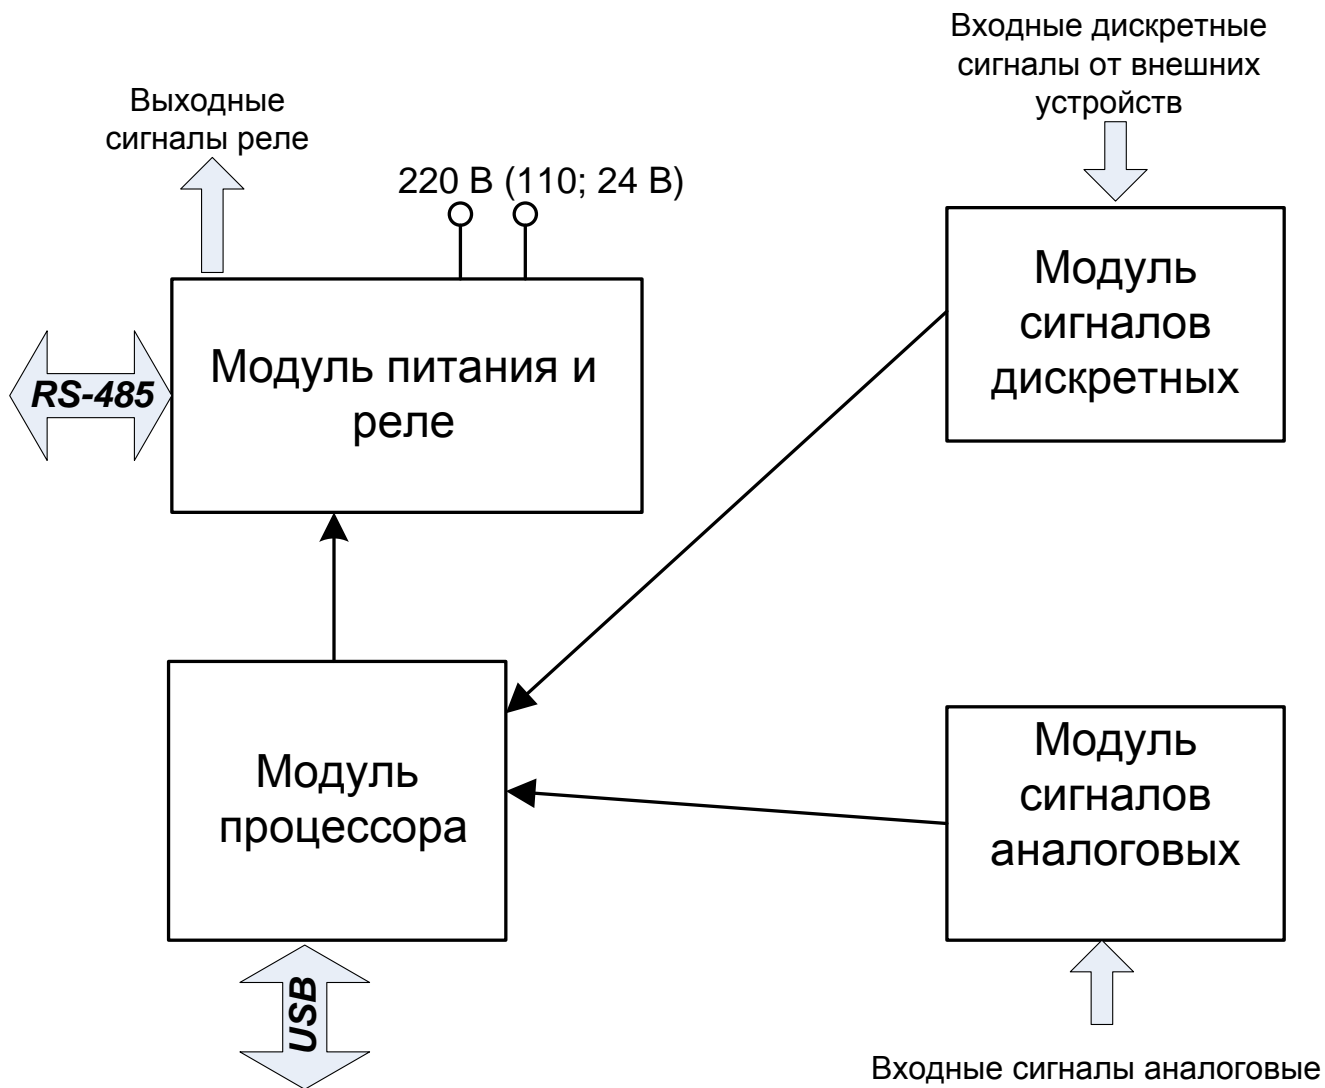 Входные дискретные
сигналы от внешних
устройств
Выходные
сигналы реле
220 В (110; 24 В)
Модуль
сигналов
дискретных
Модуль питания и
реле
RS-485
Модуль
процессора
Модуль
сигналов
аналоговых
USB
Входные сигналы аналоговые